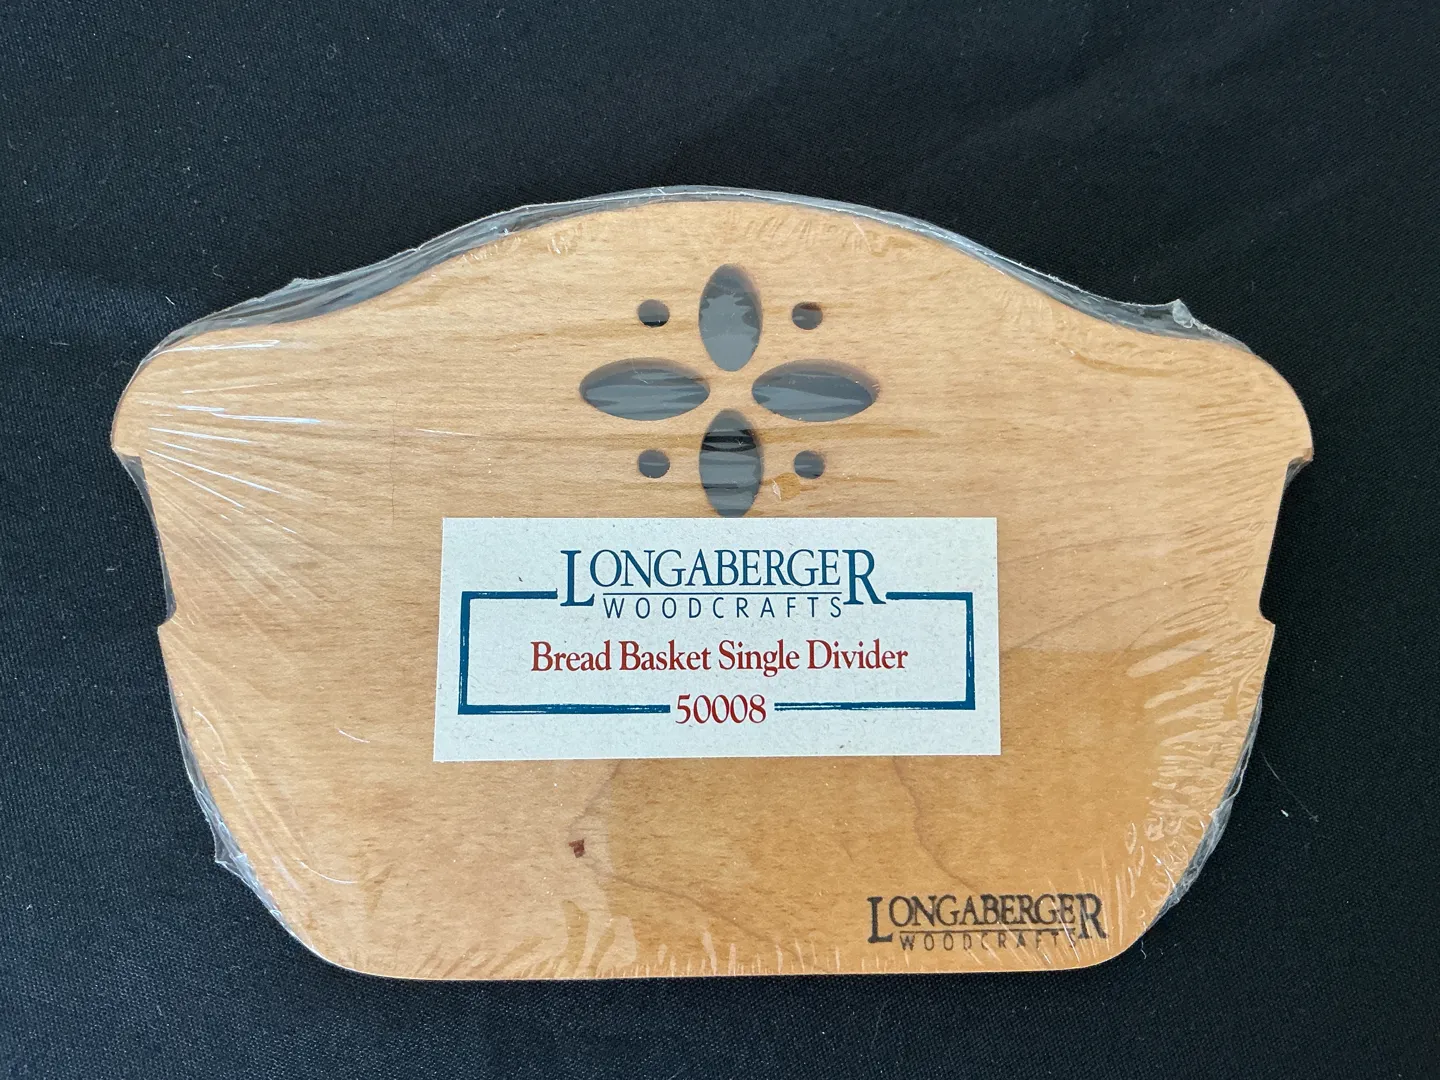 LONGABERGER
WOODCRAFTS
Bread Basket Single Divider
50008
LONGABERGER
WOODCRAFTS